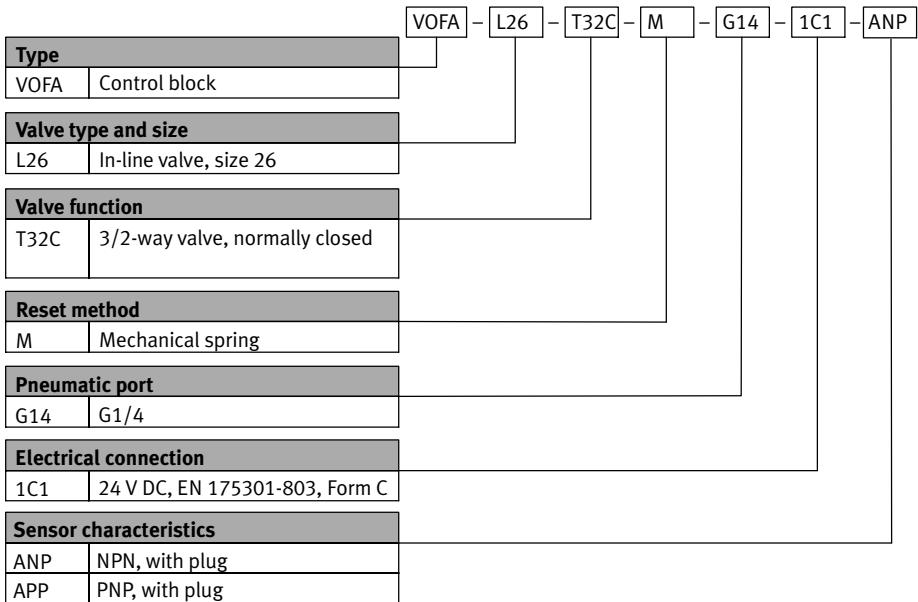 VOFA – L26 – T32C – M – G14 – 1C1 – ANP
Type
VOFA Control block
Valve type and size
L26 In-line valve, size 26
Valve function
T32C 3/2-way valve, normally closed
Reset method
M Mechanical spring
Pneumatic port
G14 G1/4
Electrical connection
1C1 24 V DC, EN 175301-803, Form C
Sensor characteristics
ANP NPN, with plug
APP PNP, with plug